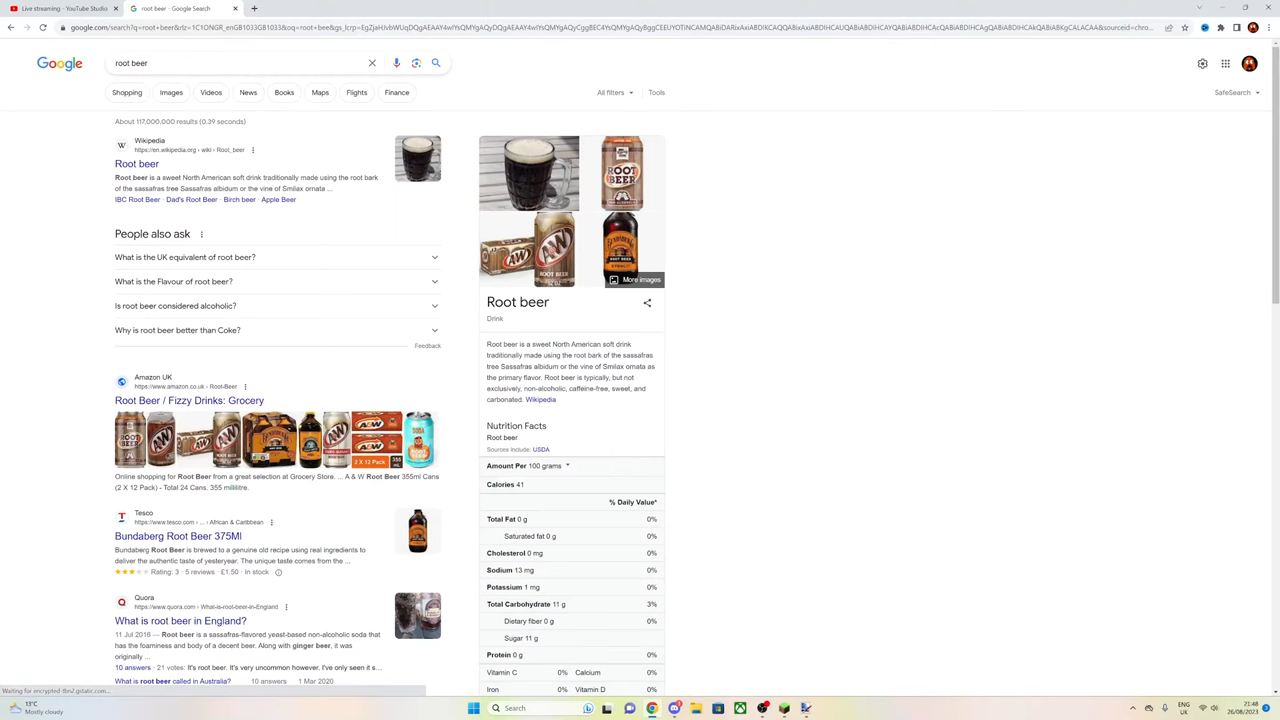 Live streaming - YouTube Studio
root beer - Google Search
Google
root beer
Shopping
Images
Videos
News
Books
Maps
Flights
Finance
All filters
Tools
SafeSearch
About 117,000,000 results (0.39 seconds)
Wikipedia
https://en.wikipedia.org › wiki › Root_beer
Root beer
Root beer is a sweet North American soft drink traditionally made using the root bark
of the sassafras tree Sassafras albidum or the vine of Smilax ornata ...
IBC Root Beer · Dad's Root Beer · Birch beer · Apple Beer
People also ask
What is the UK equivalent of root beer?
What is the Flavour of root beer?
Is root beer considered alcoholic?
Why is root beer better than Coke?
Feedback
Amazon UK
https://www.amazon.co.uk › Root-Beer
Root Beer / Fizzy Drinks: Grocery
Online shopping for Root Beer from a great selection at Grocery Store. ... A & W Root Beer 355ml Cans
(2 X 12 Pack) - Total 24 Cans. 355 millilitre.
Tesco
https://www.tesco.com › ... › African & Caribbean
Bundaberg Root Beer 375Ml
Bundaberg Root Beer is brewed to a genuine old recipe using real ingredients to
deliver the authentic taste of yesteryear. The unique taste comes from the ...
Rating: 3 · 5 reviews · £1.50 · In stock
Quora
https://www.quora.com › What-is-root-beer-in-England
What is root beer in England?
11 Jul 2016 — Root beer is a sassafras-flavored yeast-based non-alcoholic soda that
has the foaminess and body of a decent beer. Along with ginger beer, it was
originally ...
10 answers · 21 votes: It's root beer. It's very uncommon however. I've only seen it s...
What is root beer called in Australia? 10 answers 1 Mar 2020
ROOT BEER
A&W
ROOT BEER
BUNDABERG
ROOT BEER
More images
Root beer
Drink
Root beer is a sweet North American soft drink
traditionally made using the root bark of the sassafras
tree Sassafras albidum or the vine of Smilax ornata as
the primary flavor. Root beer is typically, but not
exclusively, non-alcoholic, caffeine-free, sweet, and
carbonated. Wikipedia
Nutrition Facts
Root beer
Sources include: USDA
Amount Per 100 grams
Calories 41
% Daily Value*
Total Fat 0 g 0%
Saturated fat 0 g 0%
Cholesterol 0 mg 0%
Sodium 13 mg 0%
Potassium 1 mg 0%
Total Carbohydrate 11 g 3%
Dietary fiber 0 g 0%
Sugar 11 g
Protein 0 g 0%
Vitamin C 0% Calcium 0%
Iron 0% Vitamin D 0%
13°C
Mostly cloudy
Search
ENG
UK
21:48
26/08/2023